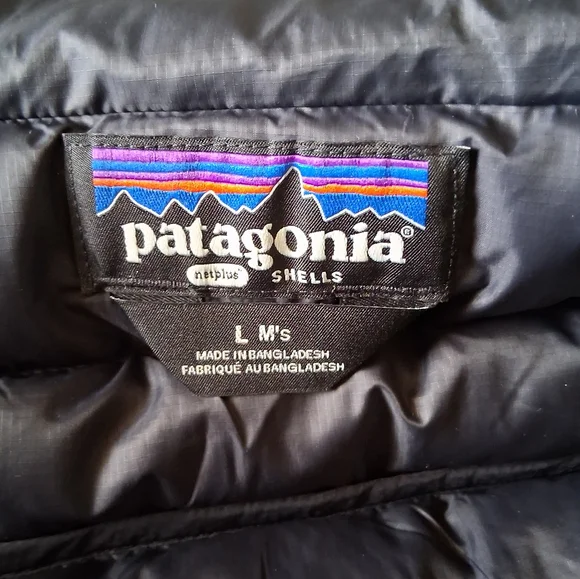 patagonia®
netplus® SHELLS
L M's
MADE IN BANGLADESH
FABRIQUÉ AU BANGLADESH